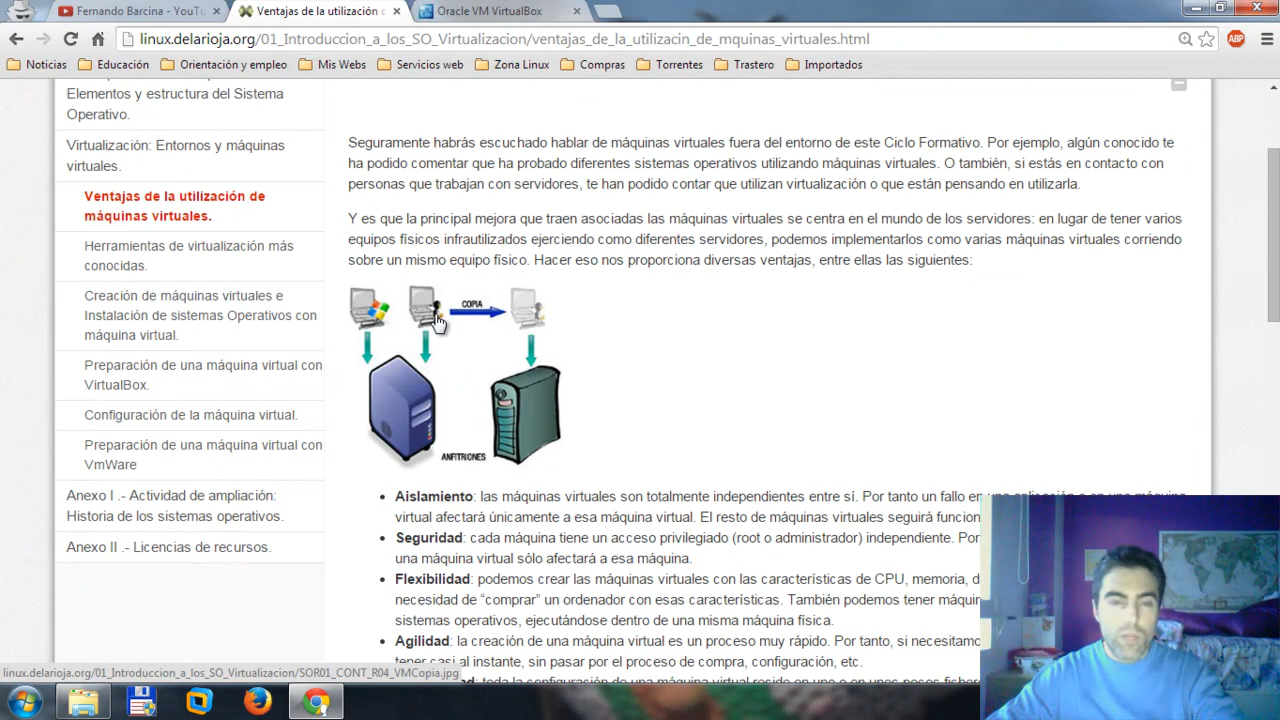 Fernando Barcina - YouTu
Ventajas de la utilización d
Oracle VM VirtualBox
linux.delarioja.org/01_Introduccion_a_los_SO_Virtualizacion/ventajas_de_la_utilizacin_de_mquinas_virtuales.html
ABP
Noticias
Educación
Orientación y empleo
Mis Webs
Servicios web
Zona Linux
Compras
Torrentes
Trastero
Importados
Elementos y estructura del Sistema
Operativo.
Virtualización: Entornos y máquinas
virtuales.
Ventajas de la utilización de
máquinas virtuales.
Herramientas de virtualización más
conocidas.
Creación de máquinas virtuales e
Instalación de sistemas Operativos con
máquina virtual.
Preparación de una máquina virtual con
VirtualBox.
Configuración de la máquina virtual.
Preparación de una máquina virtual con
VmWare
Anexo I .- Actividad de ampliación:
Historia de los sistemas operativos.
Anexo II .- Licencias de recursos.
Seguramente habrás escuchado hablar de máquinas virtuales fuera del entorno de este Ciclo Formativo. Por ejemplo, algún conocido te
ha podido comentar que ha probado diferentes sistemas operativos utilizando máquinas virtuales. O también, si estás en contacto con
personas que trabajan con servidores, te han podido contar que utilizan virtualización o que están pensando en utilizarla.
Y es que la principal mejora que traen asociadas las máquinas virtuales se centra en el mundo de los servidores: en lugar de tener varios
equipos físicos infrautilizados ejerciendo como diferentes servidores, podemos implementarlos como varias máquinas virtuales corriendo
sobre un mismo equipo físico. Hacer eso nos proporciona diversas ventajas, entre ellas las siguientes:
COPIA
ANFITRIONES
Aislamiento: las máquinas virtuales son totalmente independientes entre sí. Por tanto un fallo en una aplicación o en una máquina
virtual afectará únicamente a esa máquina virtual. El resto de máquinas virtuales seguirá funcion
Seguridad: cada máquina tiene un acceso privilegiado (root o administrador) independiente. Por
una máquina virtual sólo afectará a esa máquina.
Flexibilidad: podemos crear las máquinas virtuales con las características de CPU, memoria, d
necesidad de “comprar” un ordenador con esas características. También podemos tener máquin
sistemas operativos, ejecutándose dentro de una misma máquina física.
Agilidad: la creación de una máquina virtual es un proceso muy rápido. Por tanto, si necesitamo
tener casi al instante, sin pasar por el proceso de compra, configuración, etc.
linux.delarioja.org/01_Introduccion_a_los_SO_Virtualizacion/SOR01_CONT_R04_VMCopia.jpg